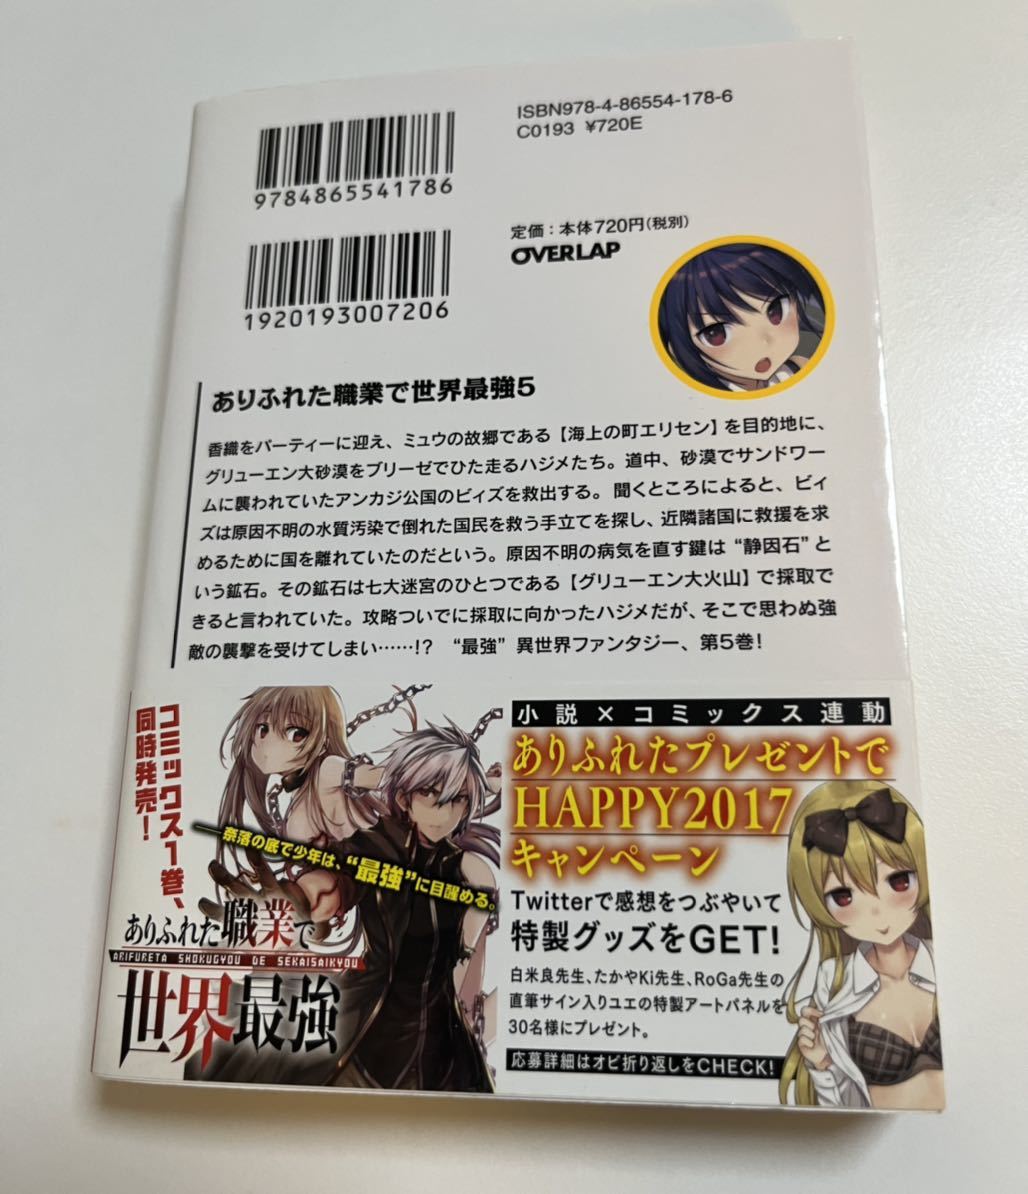 ISBN978-4-86554-178-6
C0193 ¥720E
9784865541786
定価：本体720円（税別）
OVERLAP
1920193007206
ありふれた職業で世界最強5
香織をパーティーに迎え、ミュウの故郷である【海上の町エリセン】を目的地に、
グリューエン大砂漠をブリーゼでひた走るハジメたち。道中、砂漠でサンドワー
ムに襲われていたアンカジ公国のビィズを救出する。聞くところによると、ビィ
ズは原因不明の水質汚染で倒れた国民を救う手立てを探し、近隣諸国に救援を求
めるために国を離れていたのだという。原因不明の病気を直す鍵は“静因石”と
いう鉱石。その鉱石は七大迷宮のひとつである【グリューエン大火山】で採取で
きると言われていた。攻略ついでに採取に向かったハジメだが、そこで思わぬ強
敵の襲撃を受けてしまい……!?　“最強”異世界ファンタジー、第5巻！
コミックス1巻、
同時発売！
──奈落の底で少年は、“最強”に目醒める。
ありふれた職業で
ARIFURETA SHOKUGYOU DE SEKAISAIKYOU
世界最強
小説×コミックス連動
ありふれたプレゼントで
HAPPY2017
キャンペーン
Twitterで感想をつぶやいて
特製グッズをGET！
白米良先生、たかやKi先生、RoGa先生の
直筆サイン入りユエの特製アートパネルを
30名様にプレゼント。
応募詳細はオビ折り返しをCHECK！